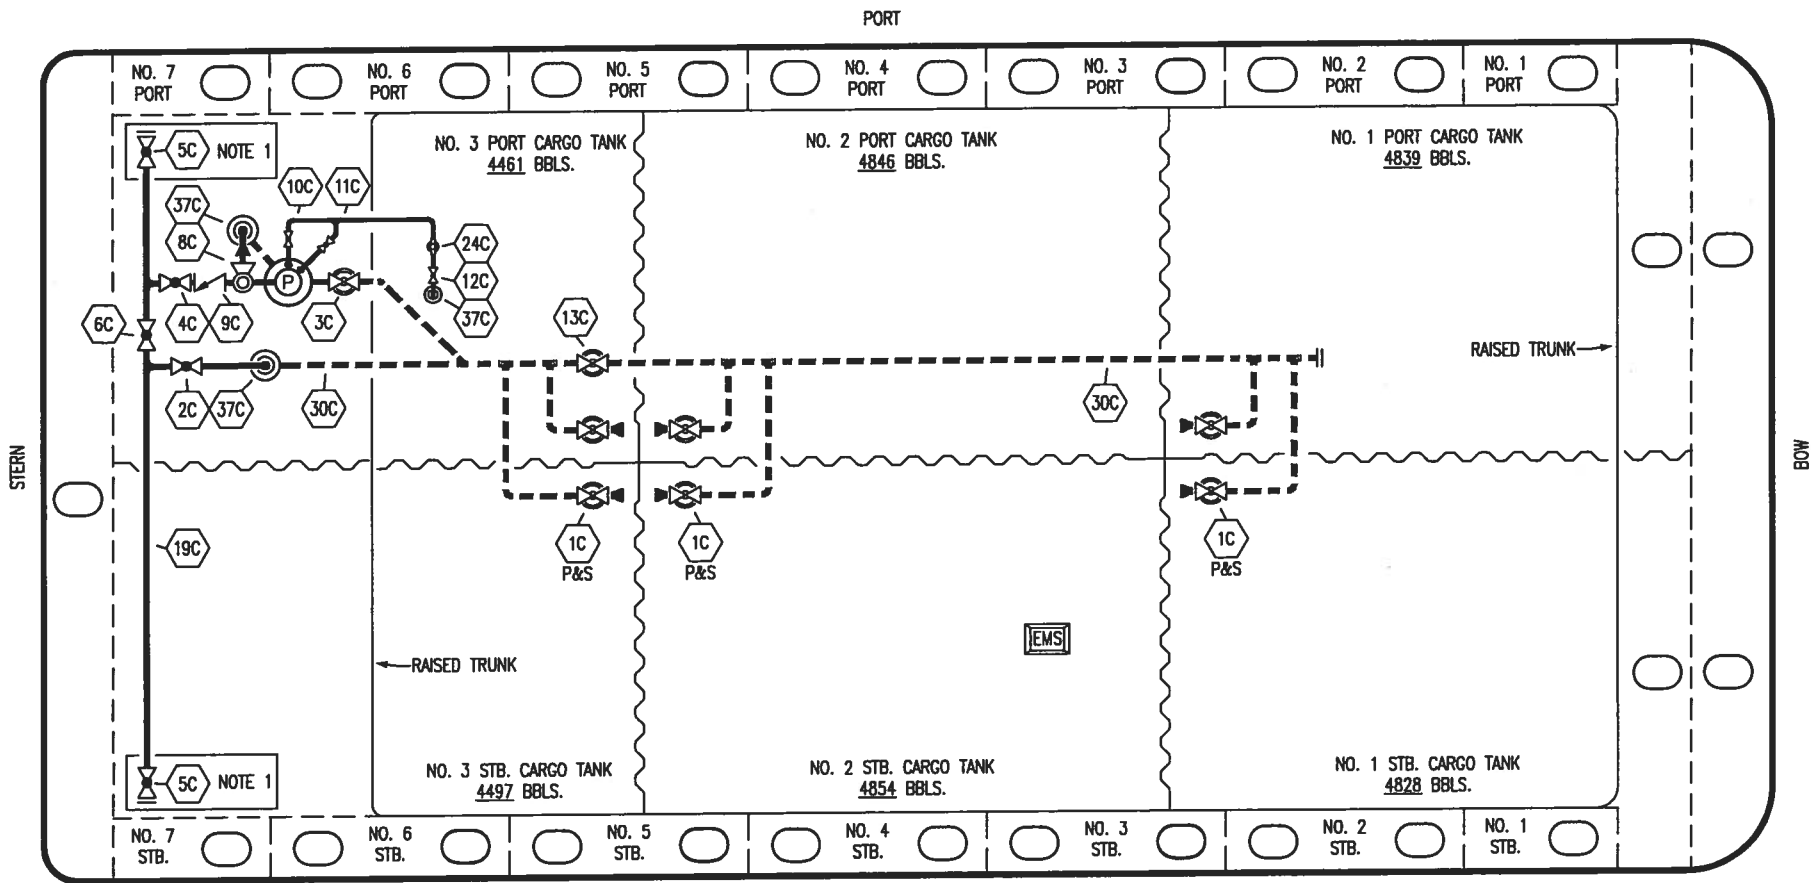 PORT
NO. 7
PORT
NO. 6
PORT
NO. 5
PORT
NO. 4
PORT
NO. 3
PORT
NO. 2
PORT
NO. 1
PORT
5C NOTE 1
NO. 3 PORT CARGO TANK
4461 BBLS.
NO. 2 PORT CARGO TANK
4846 BBLS.
NO. 1 PORT CARGO TANK
4839 BBLS.
10C
11C
37C
8C
24C
12C
37C
P
6C
4C
9C
3C
13C
RAISED TRUNK
2C
37C
30C
30C
STERN
BOW
19C
1C
P&S
1C
P&S
1C
P&S
EMS
RAISED TRUNK
5C NOTE 1
NO. 3 STB. CARGO TANK
4497 BBLS.
NO. 2 STB. CARGO TANK
4854 BBLS.
NO. 1 STB. CARGO TANK
4828 BBLS.
NO. 7
STB.
NO. 6
STB.
NO. 5
STB.
NO. 4
STB.
NO. 3
STB.
NO. 2
STB.
NO. 1
STB.